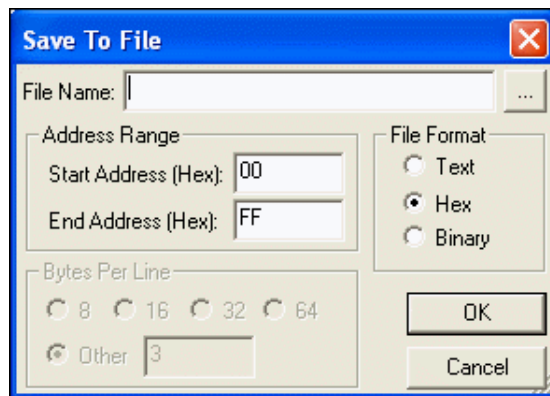 Save To File
File Name:
...
Address Range
Start Address (Hex): 00
End Address (Hex): FF
File Format
Text
Hex
Binary
Bytes Per Line
8 16 32 64
Other 3
OK
Cancel